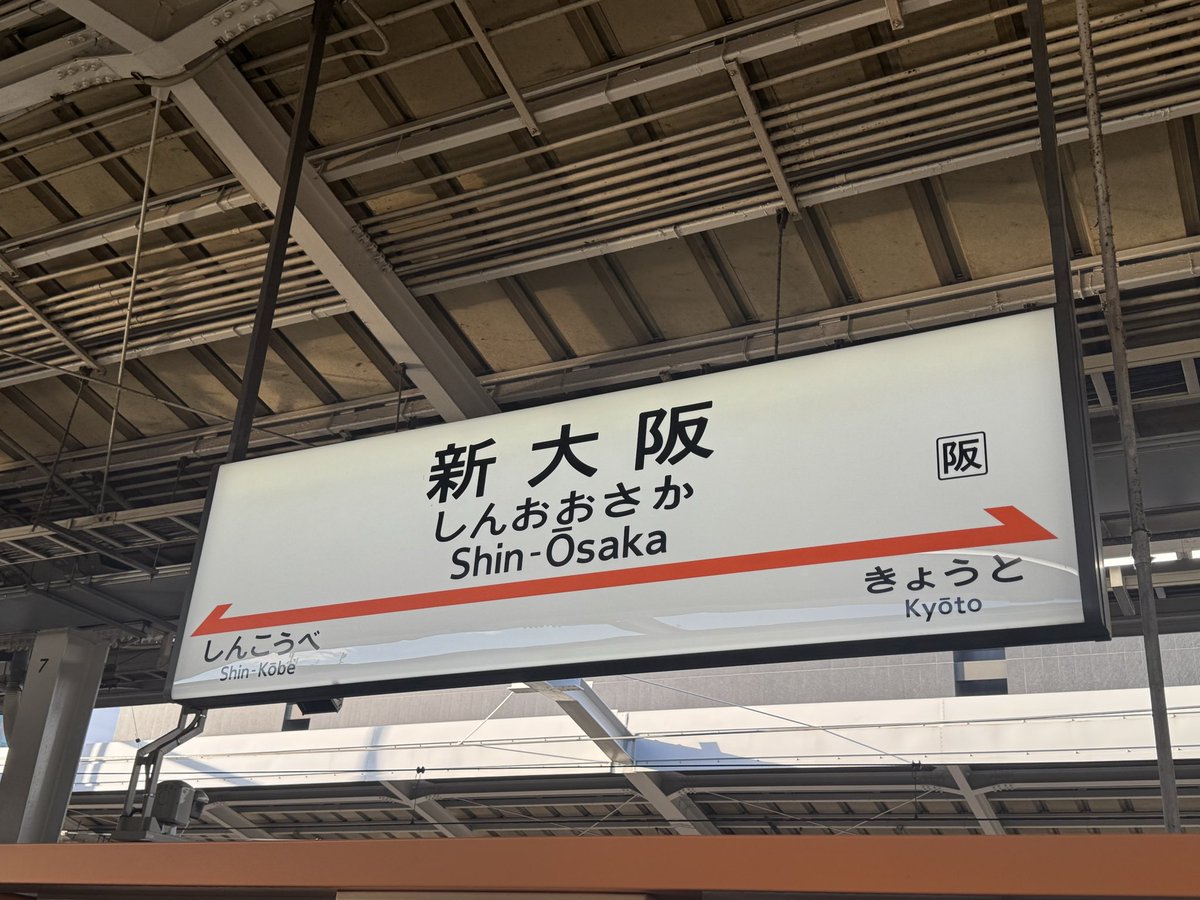 新大阪
しんおおさか
Shin-Ōsaka
阪
しんこうべ
Shin-Kōbe
きょうと
Kyōto
7